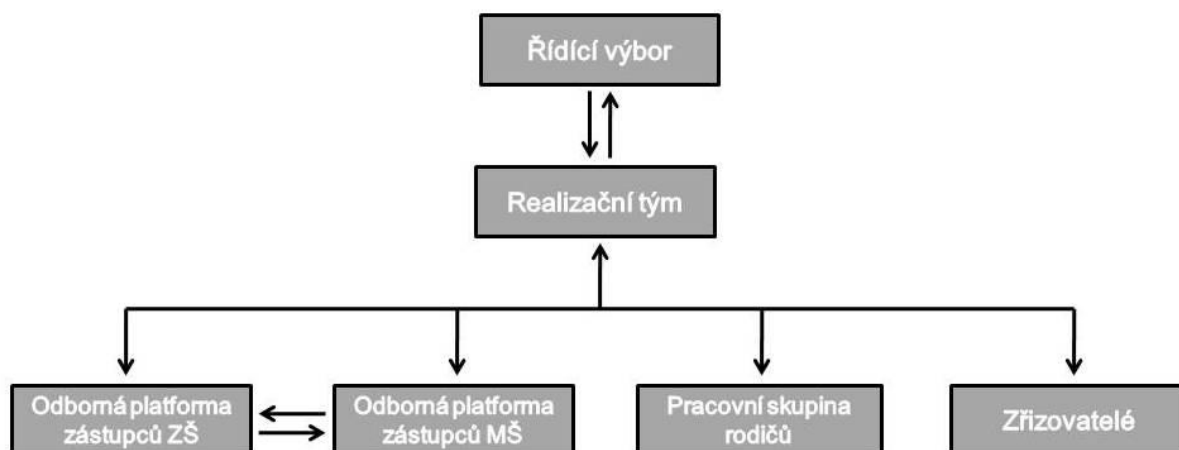 Řídící výbor
Realizační tým
Odborná platforma
zástupců ZŠ
Odborná platforma
zástupců MŠ
Pracovní skupina
rodičů
Zřizovatelé